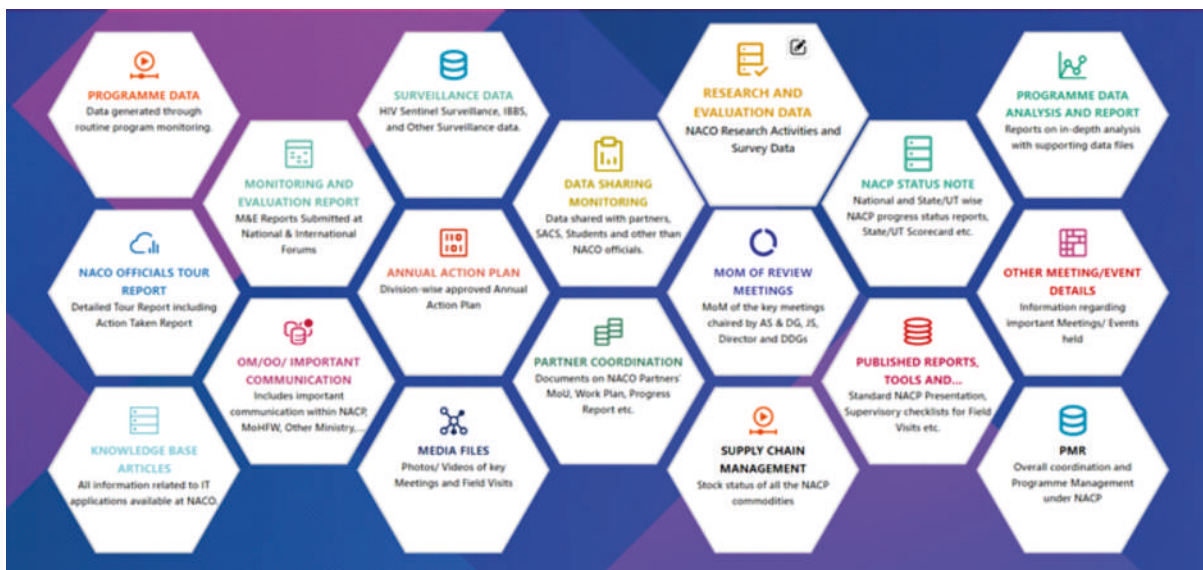 PROGRAMME DATA
Data generated through
routine program monitoring.
SURVEILLANCE DATA
HIV Sentinel Surveillance, IBBS,
and Other Surveillance data.
RESEARCH AND
EVALUATION DATA
NACO Research Activities and
Survey Data
PROGRAMME DATA
ANALYSIS AND REPORT
Reports on in-depth analysis
with supporting data files
MONITORING AND
EVALUATION REPORT
M&E Reports Submitted at
National & International
Forums
DATA SHARING
MONITORING
Data shared with partners,
SACS, Students and other than
NACO officials.
NACP STATUS NOTE
National and State/UT wise
NACP progress status reports,
State/UT Scorecard etc.
NACO OFFICIALS TOUR
REPORT
Detailed Tour Report including
Action Taken Report
110
101
ANNUAL ACTION PLAN
Division-wise approved Annual
Action Plan
MOM OF REVIEW
MEETINGS
MoM of the key meetings
chaired by AS & DG, JS,
Director and DDGs
OTHER MEETING/EVENT
DETAILS
Information regarding
important Meetings/ Events
held
OM/OO/ IMPORTANT
COMMUNICATION
Includes important
communication within NACP,
MoHFW, Other Ministry,...
PARTNER COORDINATION
Documents on NACO Partners'
MoU, Work Plan, Progress
Report etc.
PUBLISHED REPORTS,
TOOLS AND...
Standard NACP Presentation,
Supervisory checklists for Field
Visits etc.
KNOWLEDGE BASE
ARTICLES
All information related to IT
applications available at NACO.
MEDIA FILES
Photos/ Videos of key
Meetings and Field Visits
SUPPLY CHAIN
MANAGEMENT
Stock status of all the NACP
commodities
PMR
Overall coordination and
Programme Management
under NACP